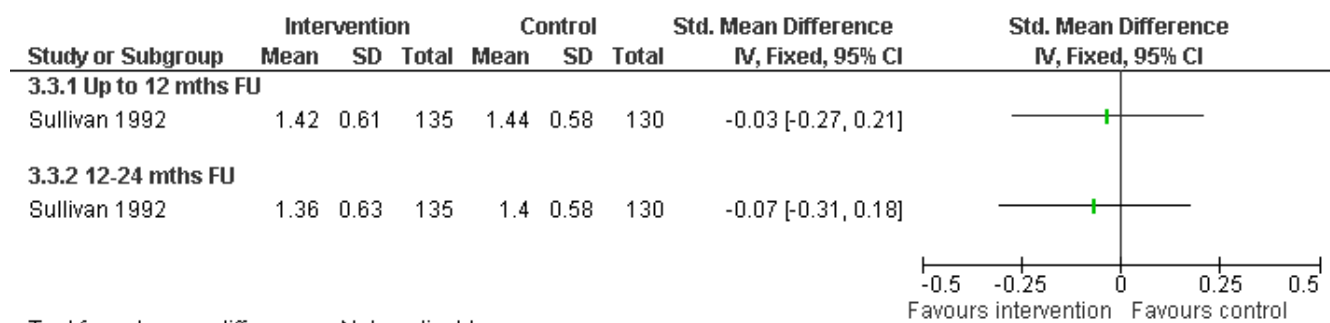 Intervention Control Std. Mean Difference Std. Mean Difference
Study or Subgroup Mean SD Total Mean SD Total IV, Fixed, 95% CI IV, Fixed, 95% CI
3.3.1 Up to 12 mths FU
Sullivan 1992 1.42 0.61 135 1.44 0.58 130 -0.03 [-0.27, 0.21]
3.3.2 12-24 mths FU
Sullivan 1992 1.36 0.63 135 1.4 0.58 130 -0.07 [-0.31, 0.18]
-0.5 -0.25 0 0.25 0.5
Favours intervention Favours control